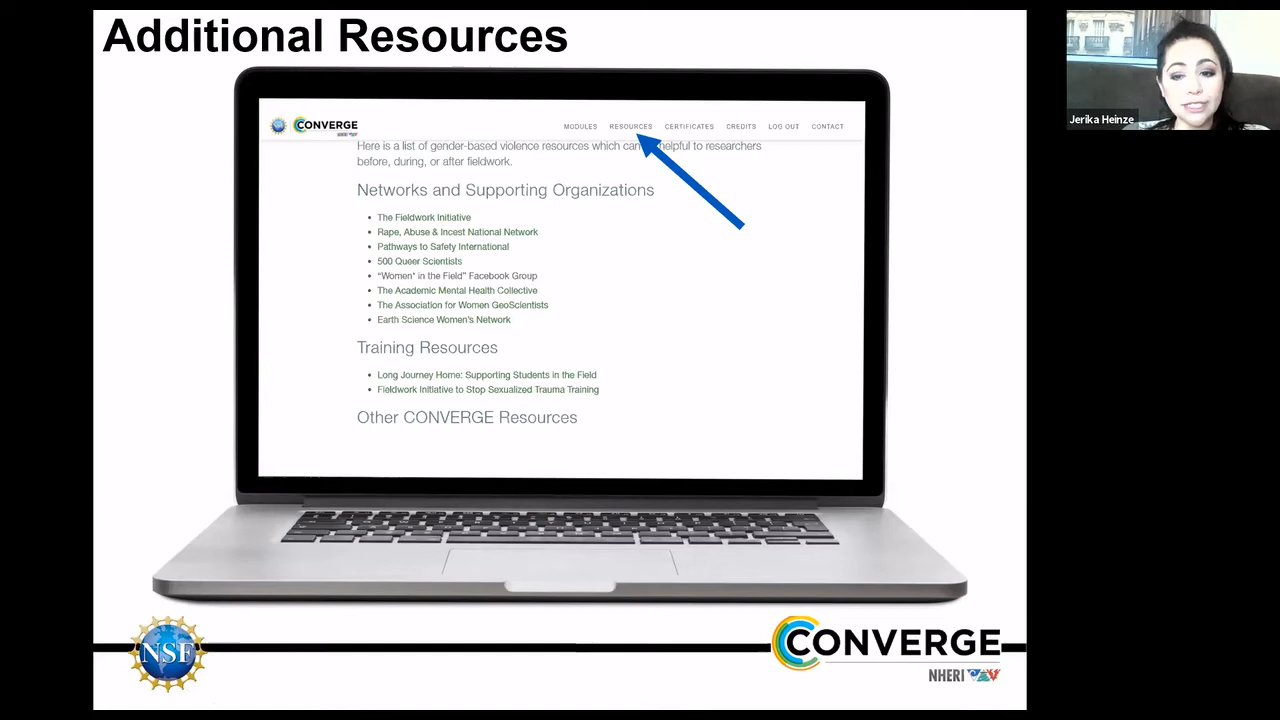 Additional Resources
Jerika Heinze
CONVERGE
MODULES RESOURCES CERTIFICATES CREDITS LOG OUT CONTACT
Here is a list of gender-based violence resources which can helpful to researchers
before, during, or after fieldwork.
Networks and Supporting Organizations
• The Fieldwork Initiative
• Rape, Abuse & Incest National Network
• Pathways to Safety International
• 500 Queer Scientists
• "Women* in the Field" Facebook Group
• The Academic Mental Health Collective
• The Association for Women GeoScientists
• Earth Science Women's Network
Training Resources
• Long Journey Home: Supporting Students in the Field
• Fieldwork Initiative to Stop Sexualized Trauma Training
Other CONVERGE Resources
NSF
CONVERGE
NHERI